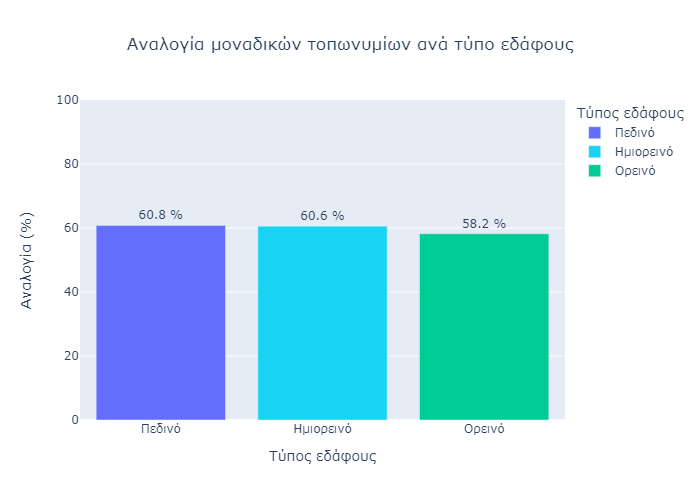 Αναλογία μοναδικών τοπωνυμίων ανά τύπο εδάφους
Αναλογία (%)
100
80
60
40
20
0
60.8 %
60.6 %
58.2 %
Πεδινό
Ημιορεινό
Ορεινό
Τύπος εδάφους
Τύπος εδάφους
Πεδινό
Ημιορεινό
Ορεινό